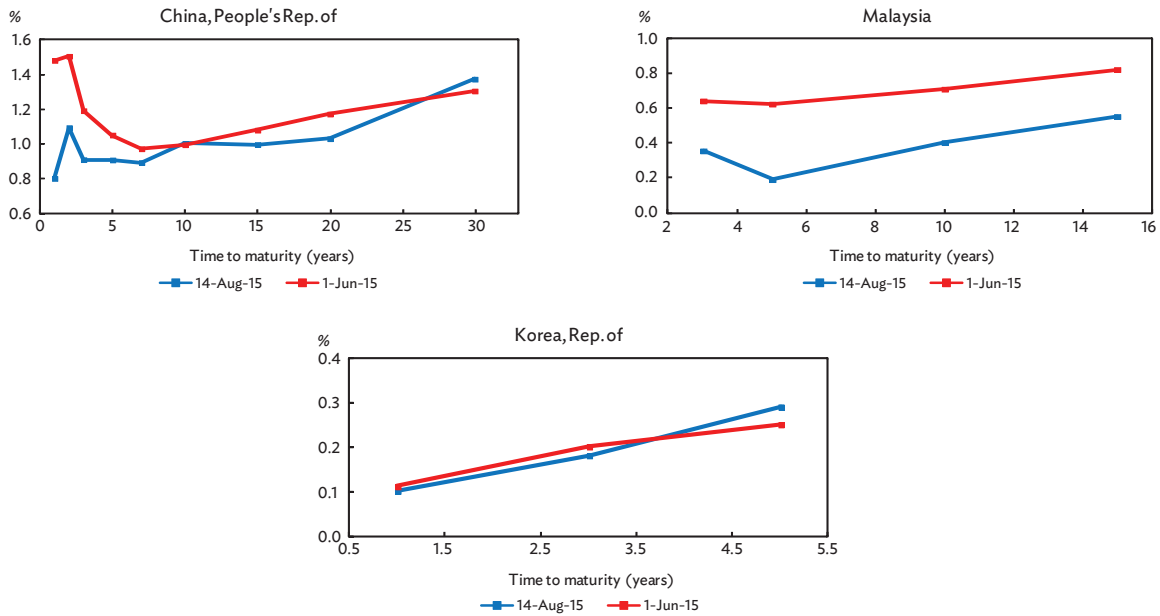 China, People's Rep. of
%
1.6
1.4
1.2
1.0
0.8
0.6
0 5 10 15 20 25 30
Time to maturity (years)
14-Aug-15 1-Jun-15
Malaysia
%
1.0
0.8
0.6
0.4
0.2
0.0
2 4 6 8 10 12 14 16
Time to maturity (years)
14-Aug-15 1-Jun-15
Korea, Rep. of
%
0.4
0.3
0.2
0.1
0.0
0.5 1.5 2.5 3.5 4.5 5.5
Time to maturity (years)
14-Aug-15 1-Jun-15